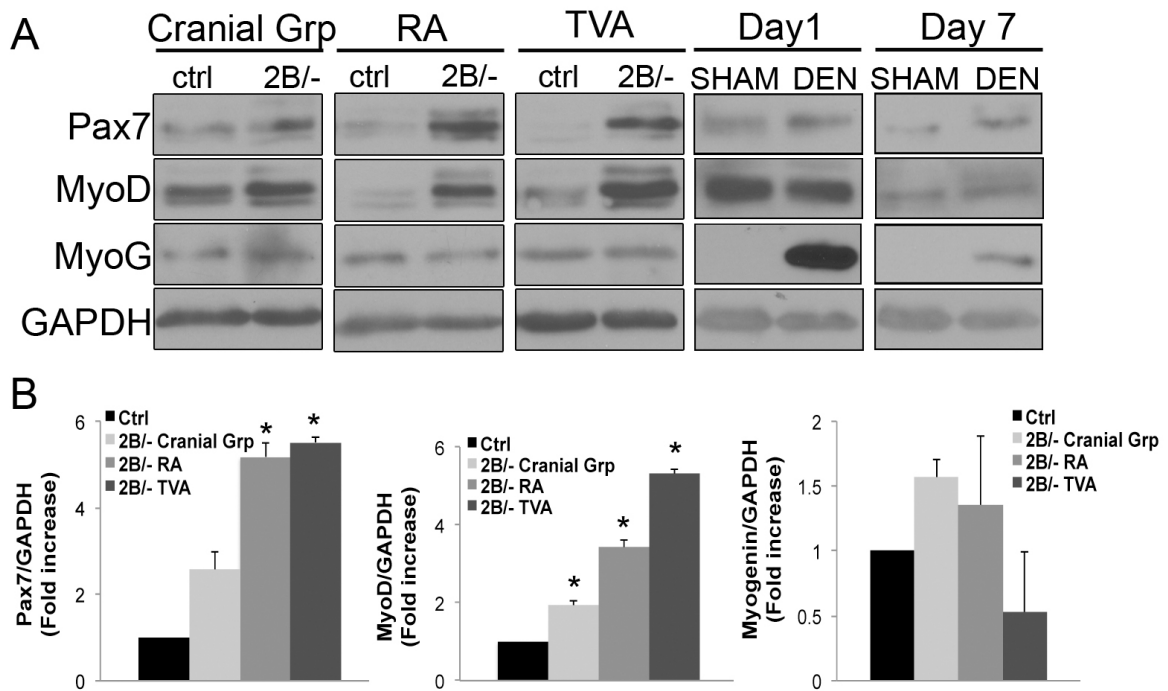 A
Cranial Grp RA TVA Day1 Day 7
ctrl 2B/- ctrl 2B/- ctrl 2B/- SHAM DEN SHAM DEN
Pax7
MyoD
MyoG
GAPDH
B
Pax7/GAPDH
(Fold increase)
6
4
2
0
Ctrl
2B/- Cranial Grp
2B/- RA
2B/- TVA
* *
MyoD/GAPDH
(Fold increase)
6
4
2
0
Ctrl
2B/- Cranial Grp
2B/- RA
2B/- TVA
* * *
Myogenin/GAPDH
(Fold increase)
2
1.5
1
0.5
0
Ctrl
2B/- Cranial Grp
2B/- RA
2B/- TVA